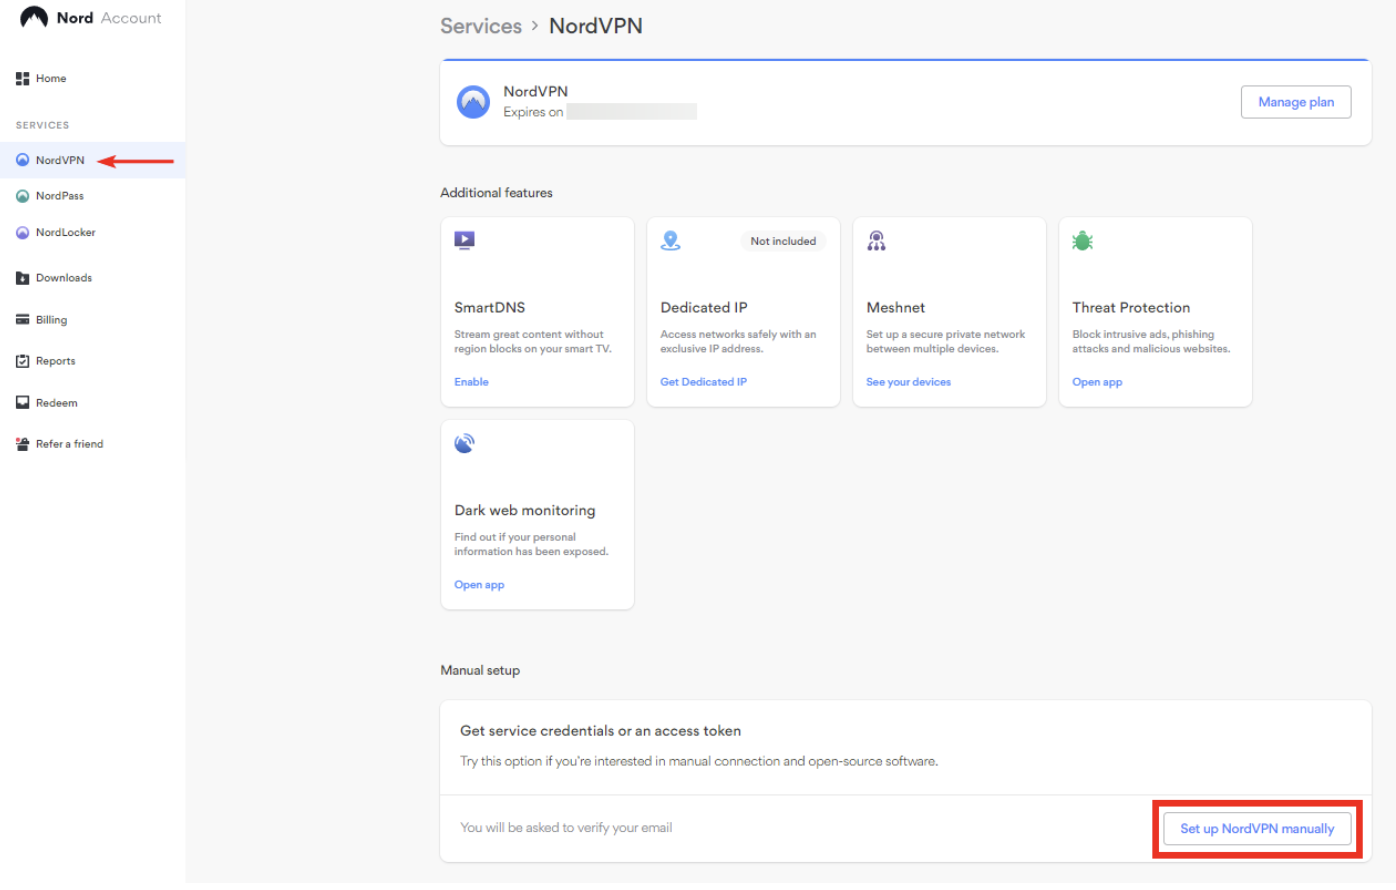 Nord Account
Home
SERVICES
NordVPN
NordPass
NordLocker
Downloads
Billing
Reports
Redeem
Refer a friend
Services > NordVPN
NordVPN
Expires on
Manage plan
Additional features
SmartDNS
Stream great content without
region blocks on your smart TV.
Enable
Not included
Dedicated IP
Access networks safely with an
exclusive IP address.
Get Dedicated IP
Meshnet
Set up a secure private network
between multiple devices.
See your devices
Threat Protection
Block intrusive ads, phishing
attacks and malicious websites.
Open app
Dark web monitoring
Find out if your personal
information has been exposed.
Open app
Manual setup
Get service credentials or an access token
Try this option if you're interested in manual connection and open-source software.
You will be asked to verify your email
Set up NordVPN manually